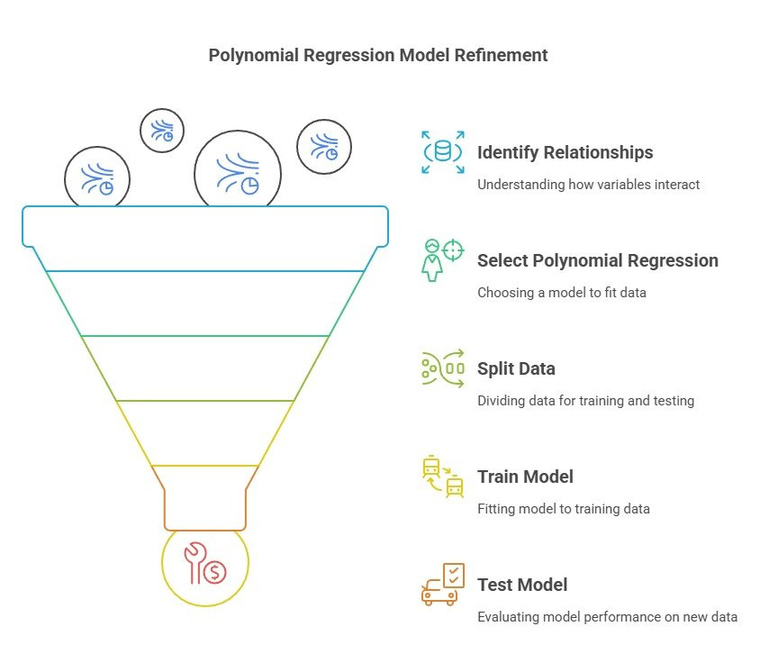 Polynomial Regression Model Refinement
Identify Relationships
Understanding how variables interact
Select Polynomial Regression
Choosing a model to fit data
Split Data
Dividing data for training and testing
Train Model
Fitting model to training data
$
Test Model
Evaluating model performance on new data